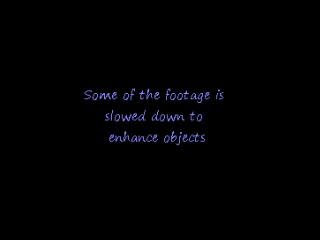 Some of the footage is
slowed down to
enhance objects